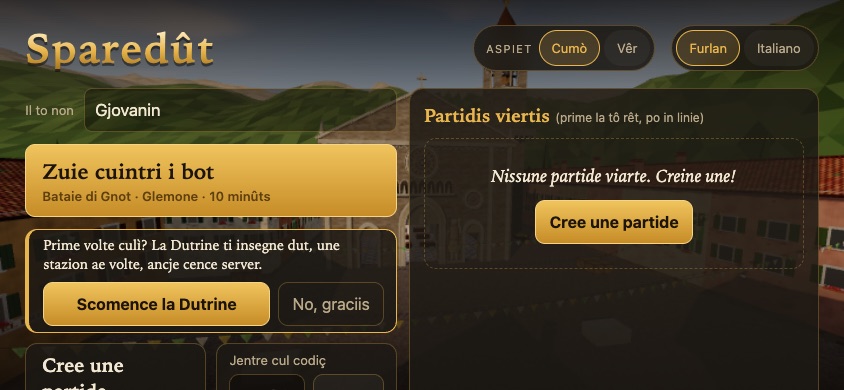 Sparedût
ASPIET Cumò Vêr Furlan Italiano
Il to non Gjovanin
Zuie cuintri i bot
Bataie di Gnot · Glemone · 10 minûts
Prime volte culì? La Dutrine ti insegne dut, une
stazion ae volte, ancje cence server.
Scomence la Dutrine No, graciis
Cree une
partide
Jentre cul codiç
Partidis viertis (prime la tô rêt, po in linie)
Nissune partide viarte. Creine une!
Cree une partide